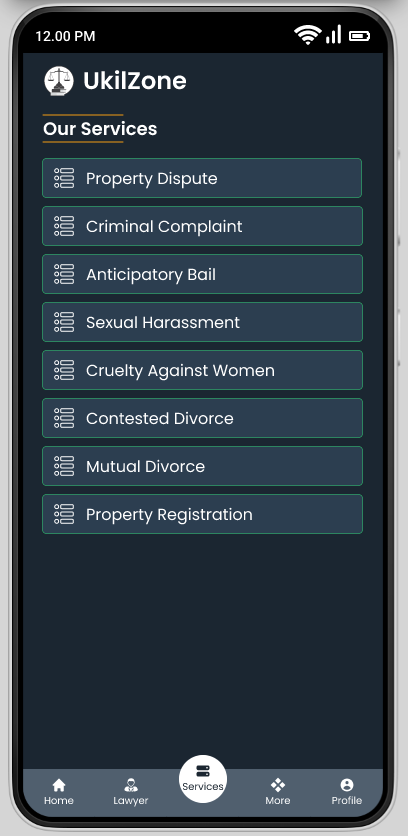 12.00 PM
UkilZone
Our Services
Property Dispute
Criminal Complaint
Anticipatory Bail
Sexual Harassment
Cruelty Against Women
Contested Divorce
Mutual Divorce
Property Registration
Home Lawyer Services More Profile